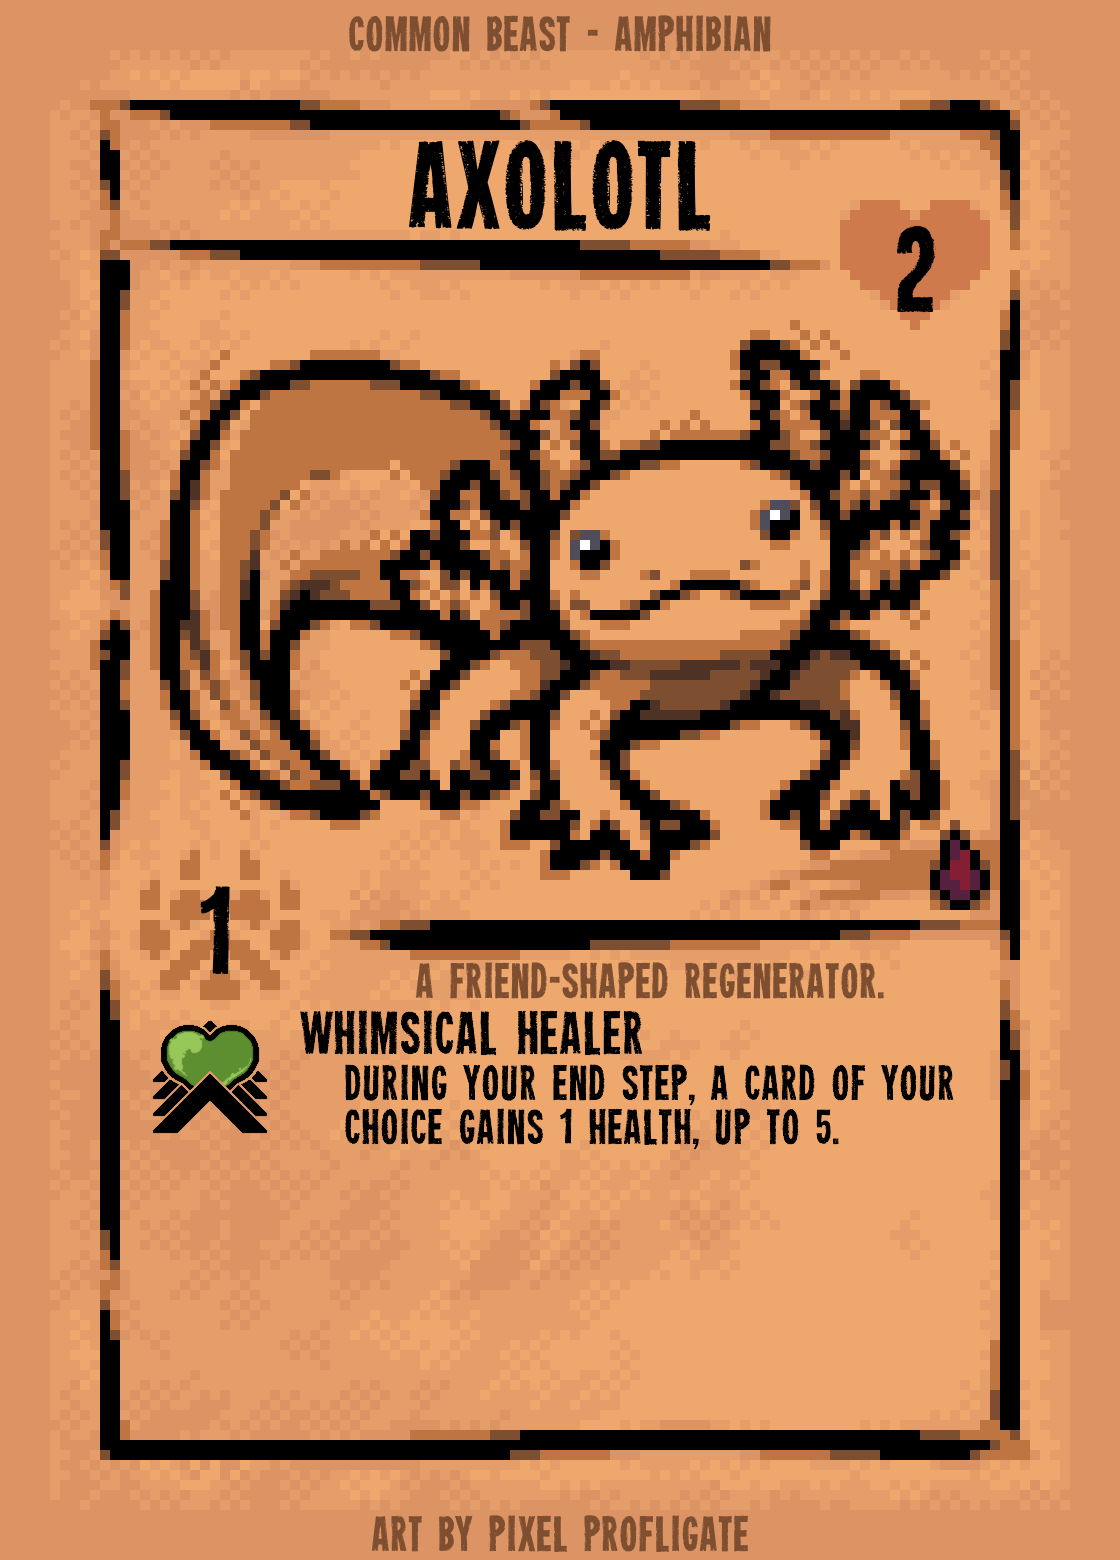 COMMON BEAST - AMPHIBIAN
AXOLOTL
2
1
A FRIEND-SHAPED REGENERATOR.
WHIMSICAL HEALER
DURING YOUR END STEP, A CARD OF YOUR
CHOICE GAINS 1 HEALTH, UP TO 5.
ART BY PIXEL PROFLIGATE